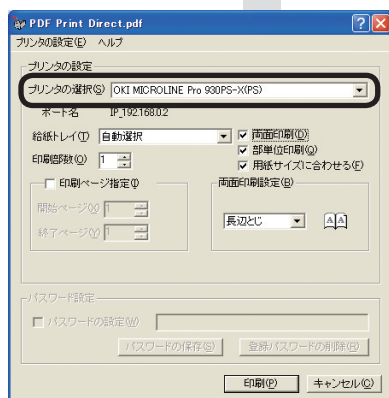 PDF Print Direct.pdf
プリンタの設定(E) ヘルプ
プリンタの設定
プリンタの選択(S) OKI MICROLINE Pro 930PS-X(PS)
ポート名 IP_192.168.0.2
給紙トレイ(T) 自動選択 両面印刷(D)
部単位印刷(Q)
印刷部数(O) 1 用紙サイズに合わせる(F)
印刷ページ指定(I) 両面印刷設定(B)
開始ページ(X) 1
長辺とじ AA
終了ページ(Y) 1
パスワード設定
パスワードの設定(W)
パスワードの保存(S) 登録パスワードの削除(R)
印刷(P) キャンセル(C)